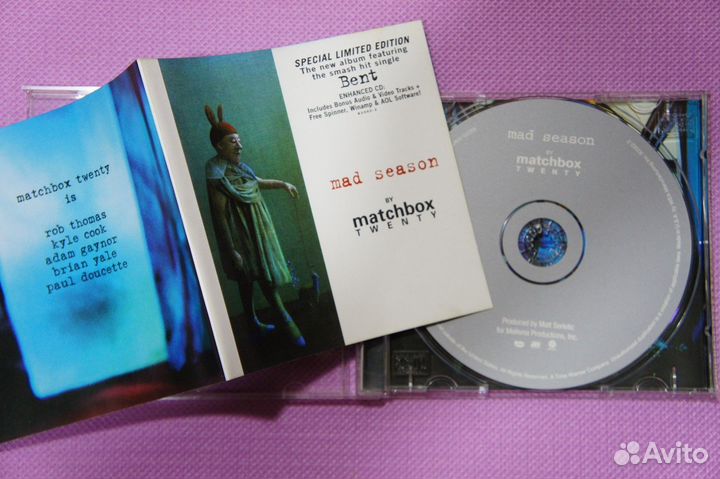 matchbox twenty
is
rob thomas
kyle cook
adam gaynor
brian yale
paul doucette
SPECIAL LIMITED EDITION
The new album featuring
the smash hit single
Bent
ENHANCED CD:
Includes Bonus Audio & Video Tracks +
Free Spinner, Winamp & AOL Software!
mad season
BY
matchbox
TWENTY
mad season
BY
matchbox
TWENTY
Produced by Matt Serletic
for Melisma Productions, Inc.
Avito